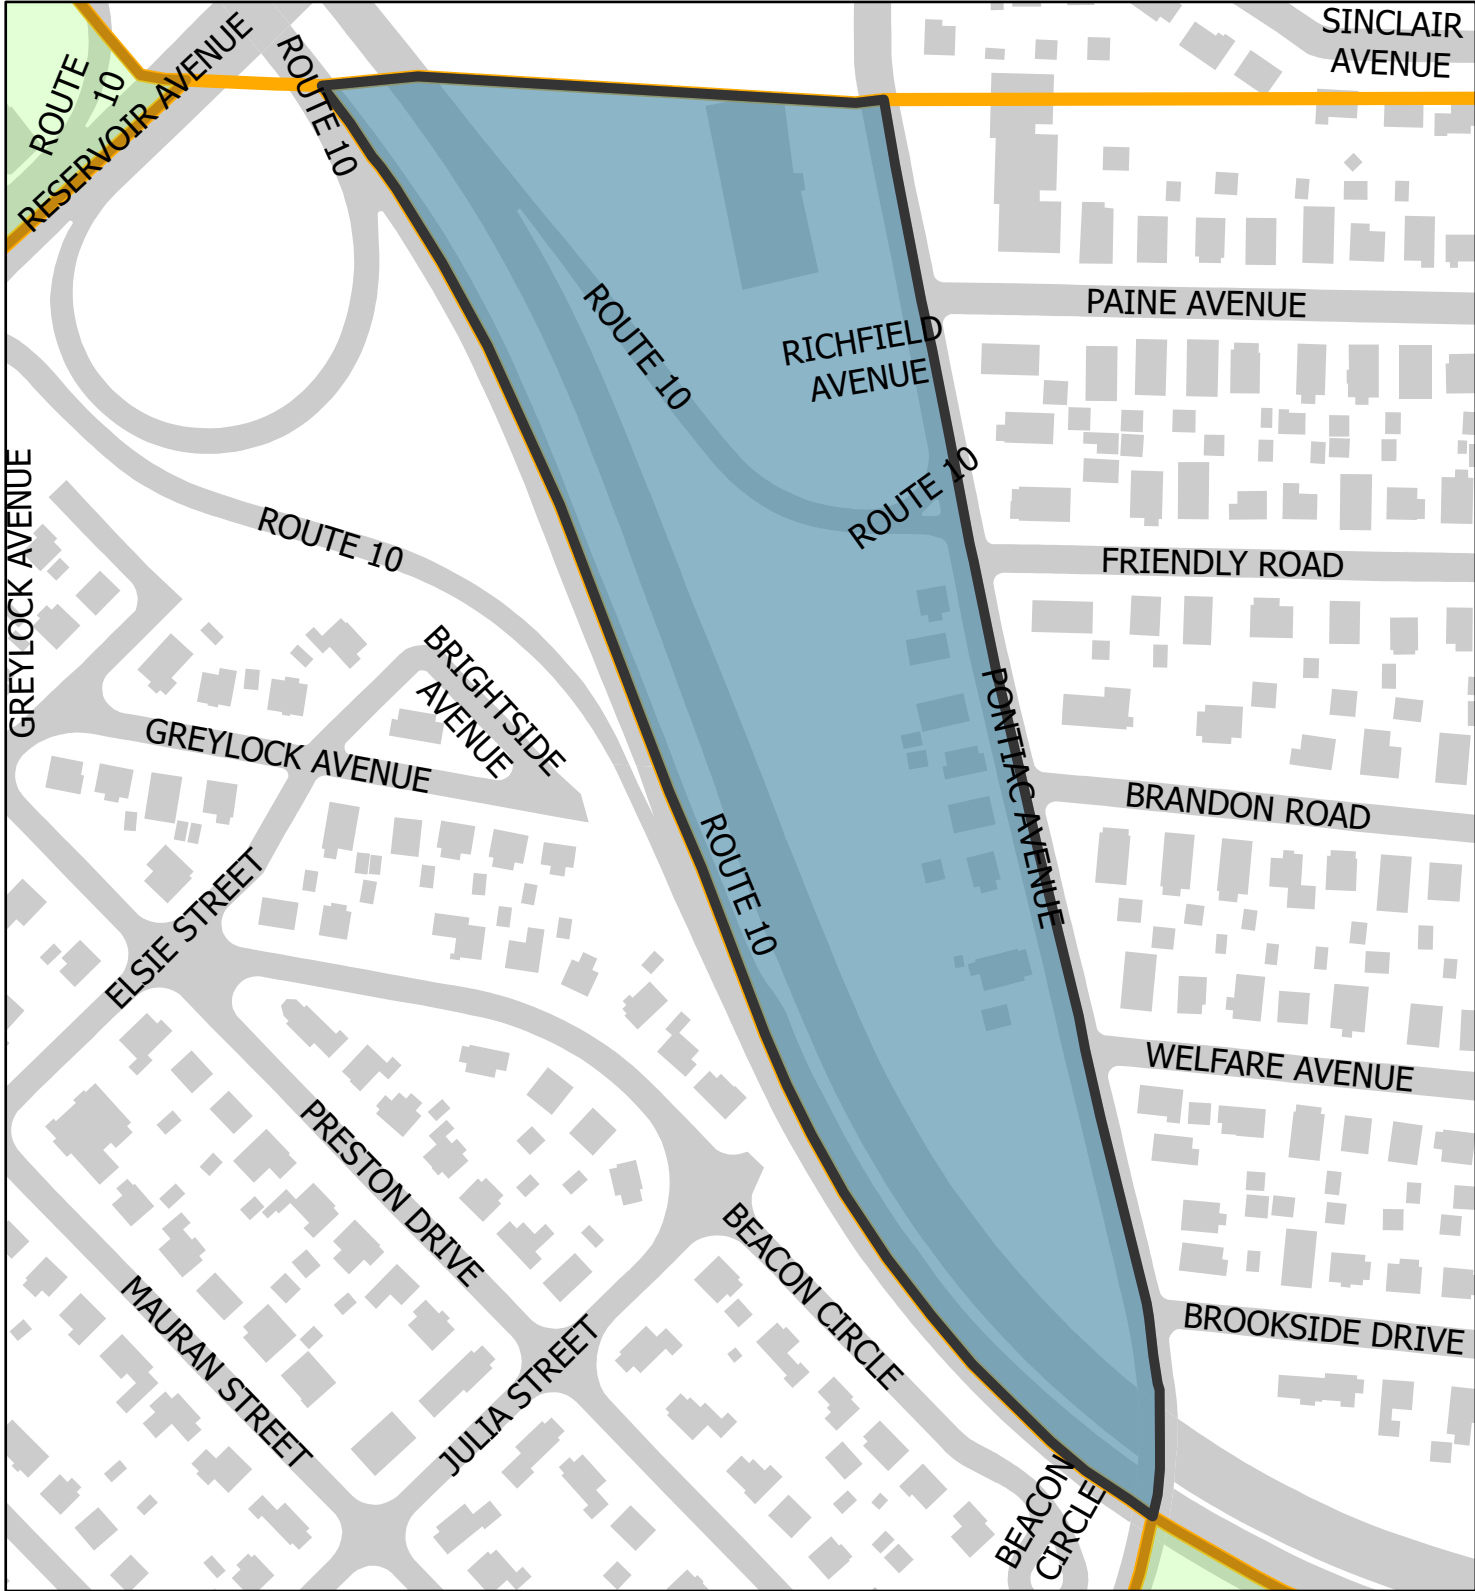 SINCLAIR
AVENUE
ROUTE
10
RESERVOIR AVENUE
ROUTE 10
PAINE AVENUE
ROUTE 10
RICHFIELD
AVENUE
ROUTE 10
GREYLOCK AVENUE
ROUTE 10
FRIENDLY ROAD
BRIGHTSIDE
AVENUE
PONTIAC AVENUE
GREYLOCK AVENUE
BRANDON ROAD
ROUTE 10
ELSIE STREET
WELFARE AVENUE
PRESTON DRIVE
BEACON CIRCLE
MAURAN STREET
BROOKSIDE DRIVE
JULIA STREET
BEACON
CIRCLE